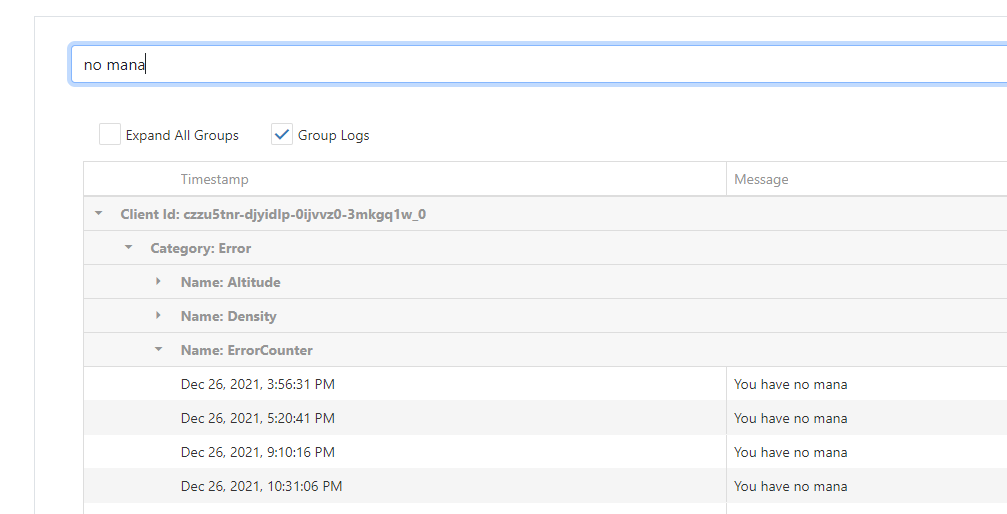 no mana
Expand All Groups Group Logs
Timestamp Message
Client Id: czzu5tnr-djyidlp-0ijvvz0-3mkgq1w_0
Category: Error
Name: Altitude
Name: Density
Name: ErrorCounter
Dec 26, 2021, 3:56:31 PM You have no mana
Dec 26, 2021, 5:20:41 PM You have no mana
Dec 26, 2021, 9:10:16 PM You have no mana
Dec 26, 2021, 10:31:06 PM You have no mana